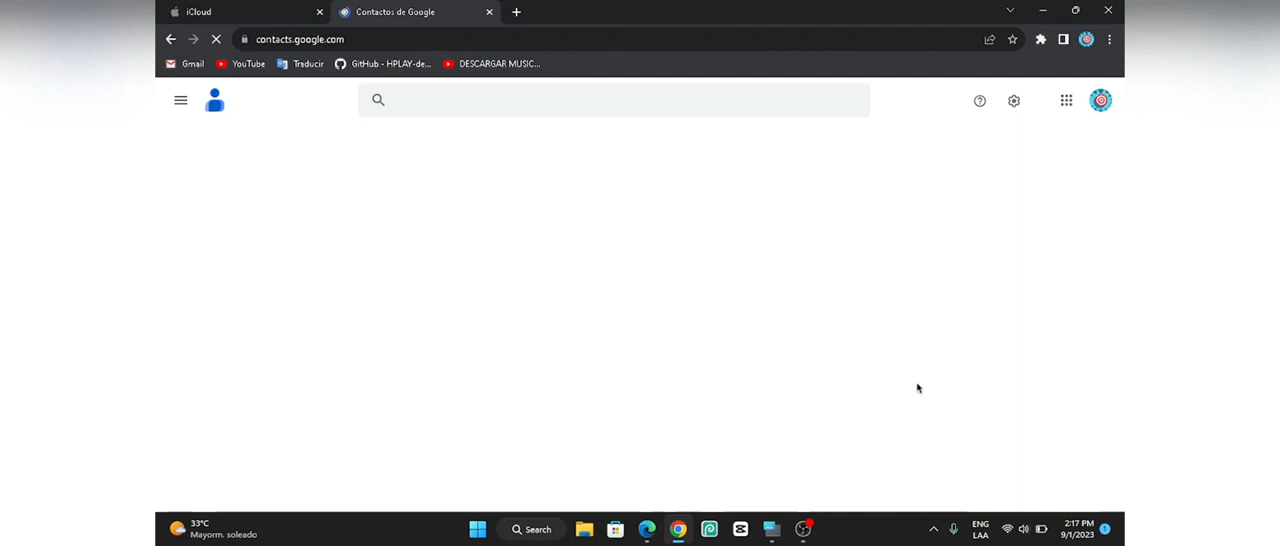 iCloud
Contactos de Google
contacts.google.com
Gmail
YouTube
Traducir
GitHub - HPLAY-de...
DESCARGAR MUSIC...
33°C
Mayorm. soleado
Search
ENG
LAA
2:17 PM
9/1/2023
1